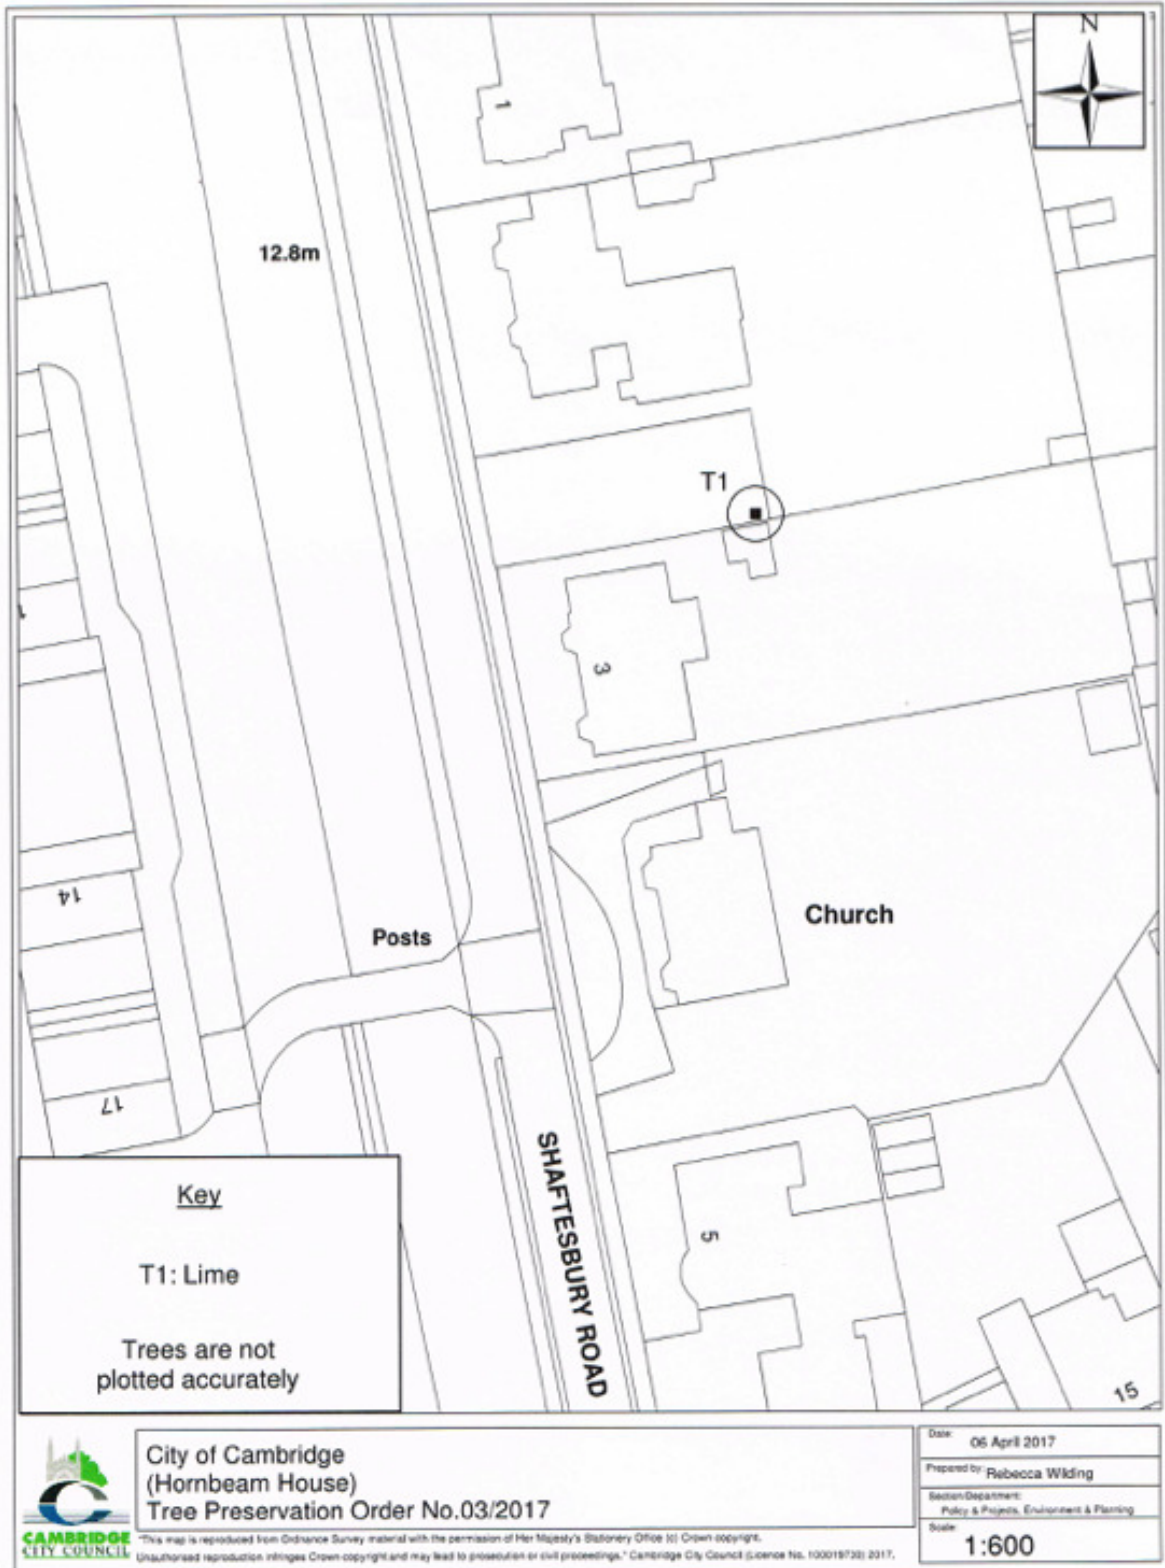 N
1
12.8m
T1
3
Church
14
Posts
17
SHAFTESBURY ROAD
5
15
Key
T1: Lime
Trees are not
plotted accurately
City of Cambridge
(Hornbeam House)
Tree Preservation Order No.03/2017
CAMBRIDGE
CITY COUNCIL
"This map is reproduced from Ordnance Survey material with the permission of Her Majesty's Stationery Office (c) Crown copyright.
Unauthorised reproduction infringes Crown copyright and may lead to prosecution or civil proceedings." Cambridge City Council (Licence No. 100019730) 2017.
Date: 06 April 2017
Prepared by: Rebecca Wilding
Section/Department:
Policy & Projects, Environment & Planning
Scale:
1:600